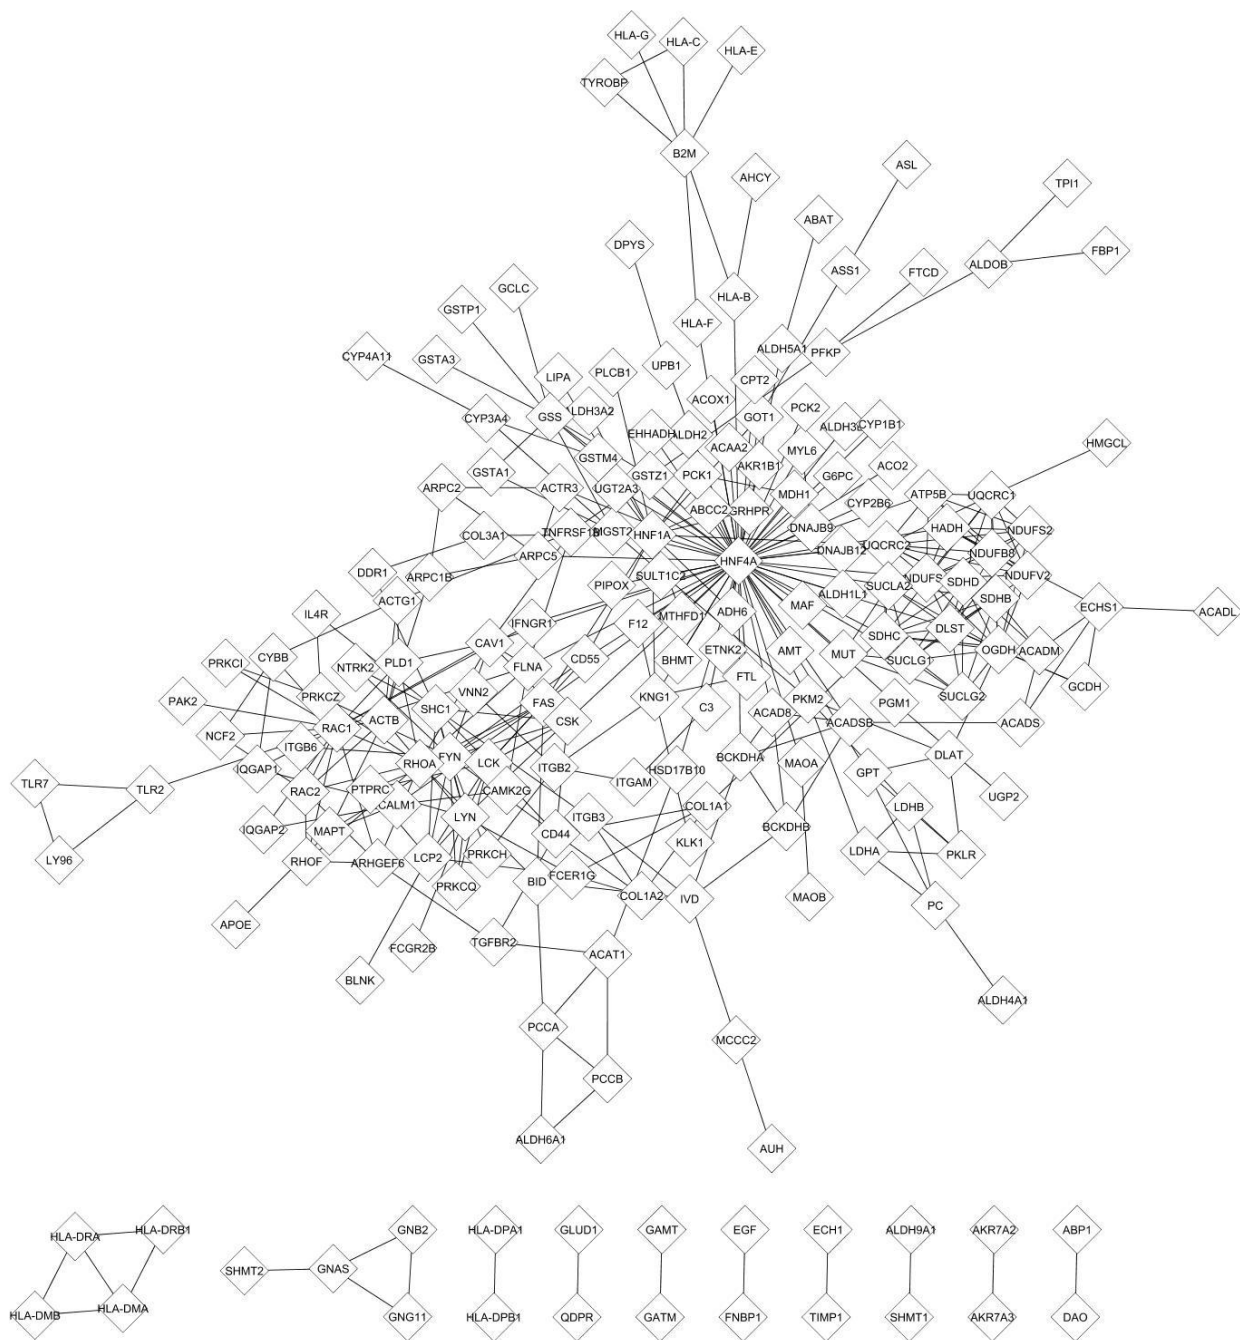 HLA-G
HLA-C
HLA-E
TYROBP
B2M
AHCY
ASL
TPI1
ABAT
DPYS
FBP1
ALDOB
ASS1
FTCD
GCLC
HLA-B
GSTP1
HLA-F
CYP4A11
GSTA3
ALDH5A1
PFKP
LIPA
PLCB1
UPB1
CPT2
ACOX1
PCK2
CYP3A4
GSS
ALDH3A2
GOT1
CYP1B1
EHHADH
ALDH2
HMGCL
ACAA2
MYL6
GSTM4
AKR1B1
ACO2
GSTA1
GSTZ1
PCK1
G6PC
ARPC2
ACTR3
UGT2A3
MDH1
ATP5B
UQCRC1
CYP2B6
ABCC2
GRHPR
COL3A1
MGST2
HNF1A
DNAJB9
HADH
NDUFS2
DNAJB12
UQCRC2
NDUFB8
ARPC5
HNF4A
DDR1
ARPC1B
SULT1C2
NDUFV2
PIPOX
SUCLA2
SDHD
ACTG1
ALDH1L1
SDHB
MAF
ECHS1
ACADL
IL4R
IFNGR1
F12
MTHFD1
ADH6
DLST
SDHC
CAV1
ETNK2
AMT
OGDH
ACADM
CYBB
CD55
BHMT
MUT
SUCLG1
PRKCI
NTRK2
PLD1
FLNA
FTL
GCDH
VNN2
KNG1
SUCLG2
PAK2
PRKCZ
FAS
PKM2
PGM1
SHC1
C3
ACAD8
RAC1
ACTB
CSK
ACADSB
ACADS
NCF2
ITGB6
FYN
ITGB2
BCKDHA
DLAT
RHOA
LCK
MAOA
IQGAP1
HSD17B10
GPT
TLR7
TLR2
ITGAM
RAC2
PTPRC
CAMK2G
UGP2
CALM1
COL1A1
LDHB
LYN
ITGB3
IQGAP2
MAPT
BCKDHB
CD44
KLK1
LDHA
PKLR
LY96
RHOF
ARHGEF6
LCP2
PRKCH
FCER1G
PRKCQ
BID
COL1A2
IVD
MAOB
PC
APOE
TGFBR2
FCGR2B
ACAT1
BLNK
ALDH4A1
PCCA
MCCC2
PCCB
ALDH6A1
AUH
HLA-DRA
HLA-DRB1
GNB2
HLA-DPA1
GLUD1
GAMT
EGF
ECH1
ALDH9A1
AKR7A2
ABP1
SHMT2
GNAS
HLA-DMB
HLA-DMA
GNG11
HLA-DPB1
QDPR
GATM
FNBP1
TIMP1
SHMT1
AKR7A3
DAO